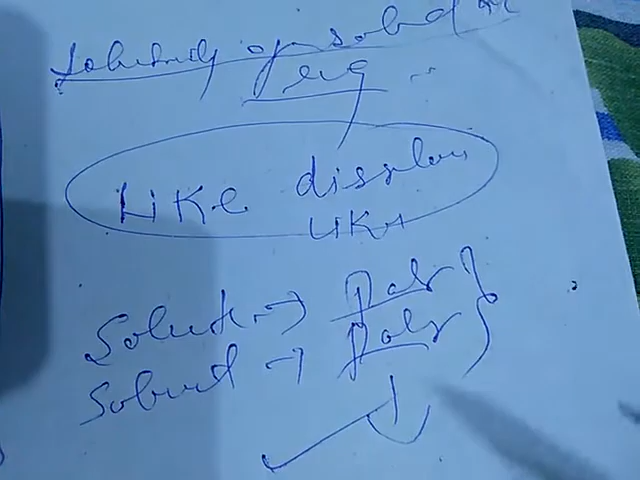 Solubility of solid in
liq
Like dissolves
Like
Solute → Polar
Solvent → Polar